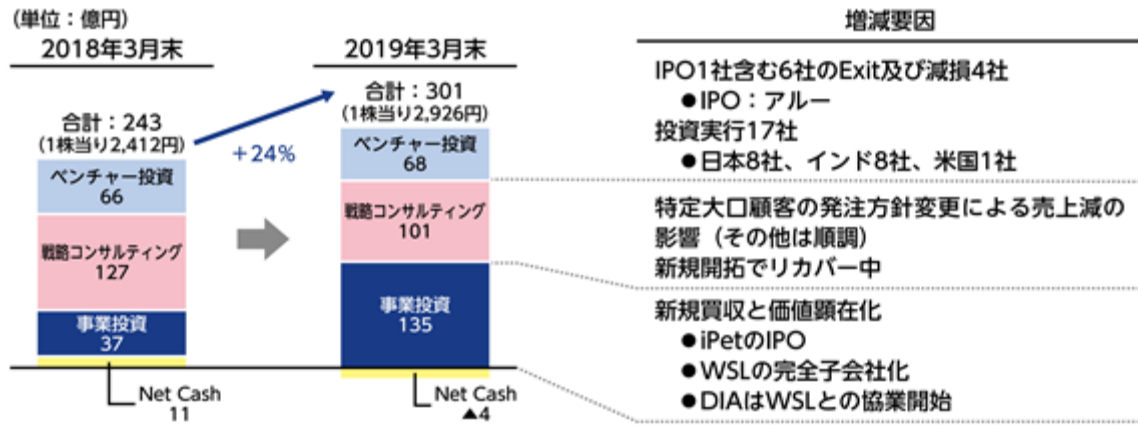 (単位：億円)
2018年3月末
合計：243
(1株当り2,412円)
ベンチャー投資
66
戦略コンサルティング
127
事業投資
37
Net Cash
11
+24%
2019年3月末
合計：301
(1株当り2,926円)
ベンチャー投資
68
戦略コンサルティング
101
事業投資
135
Net Cash
▲4
増減要因
IPO1社含む6社のExit及び減損4社
●IPO：アルー
投資実行17社
●日本8社、インド8社、米国1社
特定大口顧客の発注方針変更による売上減の
影響（その他は順調）
新規開拓でリカバー中
新規買収と価値顕在化
●iPetのIPO
●WSLの完全子会社化
●DIAはWSLとの協業開始